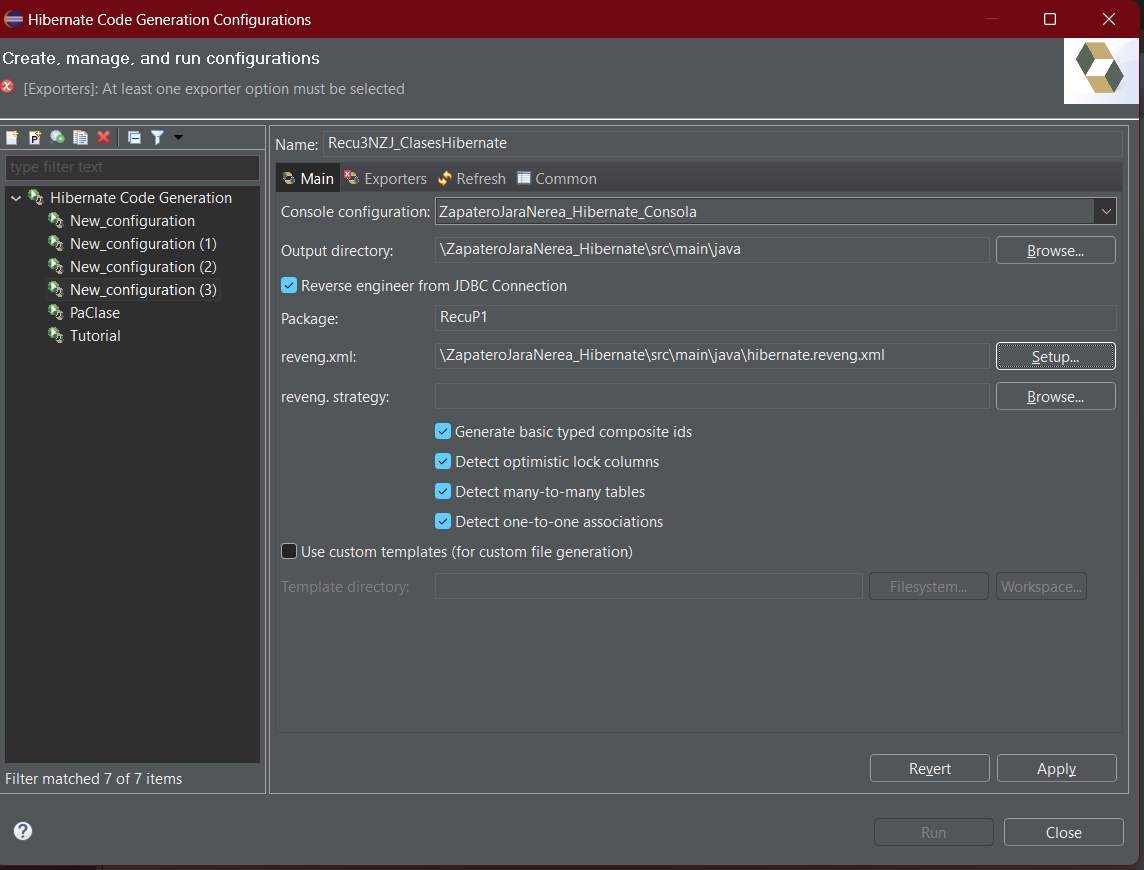 Hibernate Code Generation Configurations
Create, manage, and run configurations
[Exporters]: At least one exporter option must be selected
type filter text
Hibernate Code Generation
New_configuration
New_configuration (1)
New_configuration (2)
New_configuration (3)
PaClase
Tutorial
Filter matched 7 of 7 items
Name: Recu3NZJ_ClasesHibernate
Main Exporters Refresh Common
Console configuration: ZapateroJaraNerea_Hibernate_Consola
Output directory: \ZapateroJaraNerea_Hibernate\src\main\java Browse...
Reverse engineer from JDBC Connection
Package: RecuP1
reveng.xml: \ZapateroJaraNerea_Hibernate\src\main\java\hibernate.reveng.xml Setup...
reveng. strategy: Browse...
Generate basic typed composite ids
Detect optimistic lock columns
Detect many-to-many tables
Detect one-to-one associations
Use custom templates (for custom file generation)
Template directory: Filesystem... Workspace...
Revert Apply
Run Close